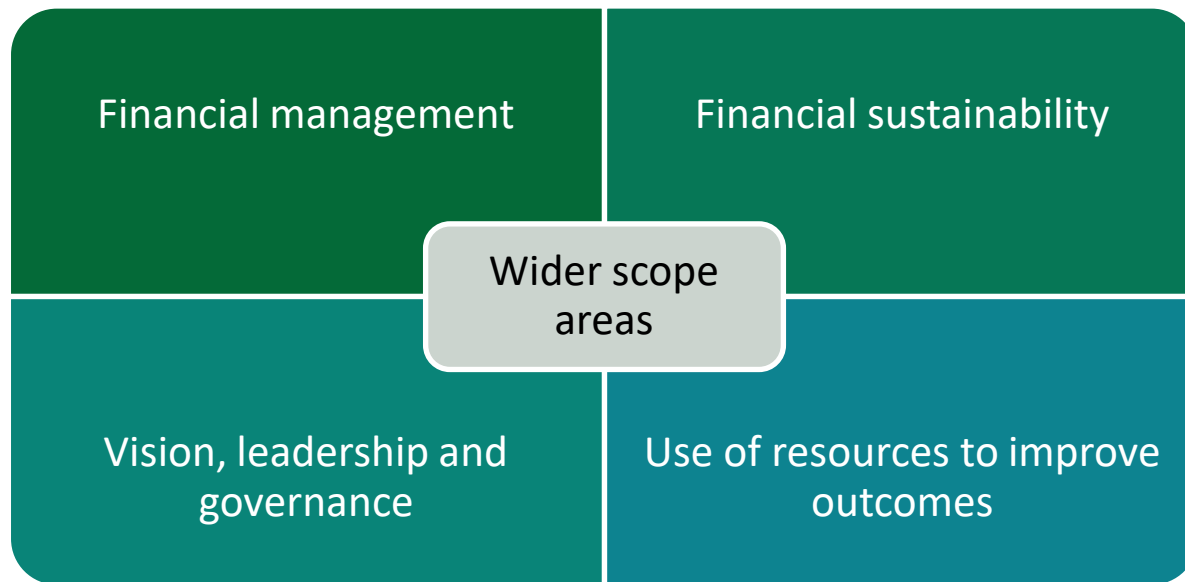 Financial management
Financial sustainability
Wider scope
areas
Vision, leadership and
governance
Use of resources to improve
outcomes